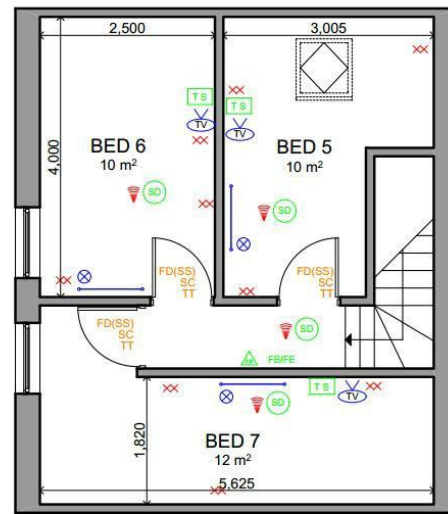 2,500
3,005
4,000
TS
TV
BED 6
10 m²
SD
TS
TV
BED 5
10 m²
SD
FD(SS)
SC
TT
FD(SS)
SC
TT
FD(SS)
SC
TT
SD
FB/FE
1,820
SD
TS
TV
BED 7
12 m²
5,625